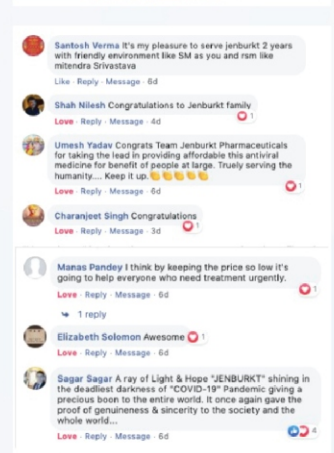 Santosh Verma It's my pleasure to serve jenburkt 2 years
with friendly environment like SM as you and rsm like
mitendra Srivastava
Like · Reply · Message · 6d
Shah Nilesh Congratulations to Jenburkt family
1
Love · Reply · Message · 4d
Umesh Yadav Congrats Team Jenburkt Pharmaceuticals
for taking the lead in providing affordable this antiviral
medicine for benefit of people at large. Truely serving the
humanity.... Keep it up.👏👏👏👏👏
1
Love · Reply · Message · 6d
Charanjeet Singh Congratulations
1
Love · Reply · Message · 3d
Manas Pandey I think by keeping the price so low it's
going to help everyone who need treatment urgently.
1
Love · Reply · Message · 6d
1 reply
Elizabeth Solomon Awesome 1
Love · Reply · Message · 6d
Sagar Sagar A ray of Light & Hope "JENBURKT" shining in
the deadliest darkness of "COVID-19" Pandemic giving a
precious boon to the entire world. It once again gave the
proof of genuineness & sincerity to the society and the
whole world...
4
Love · Reply · Message · 6d